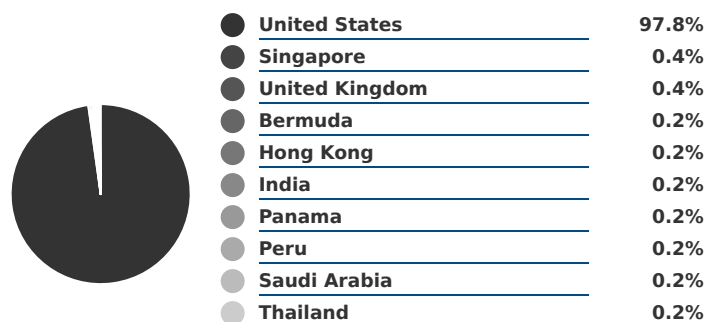 United States 97.8%
Singapore 0.4%
United Kingdom 0.4%
Bermuda 0.2%
Hong Kong 0.2%
India 0.2%
Panama 0.2%
Peru 0.2%
Saudi Arabia 0.2%
Thailand 0.2%